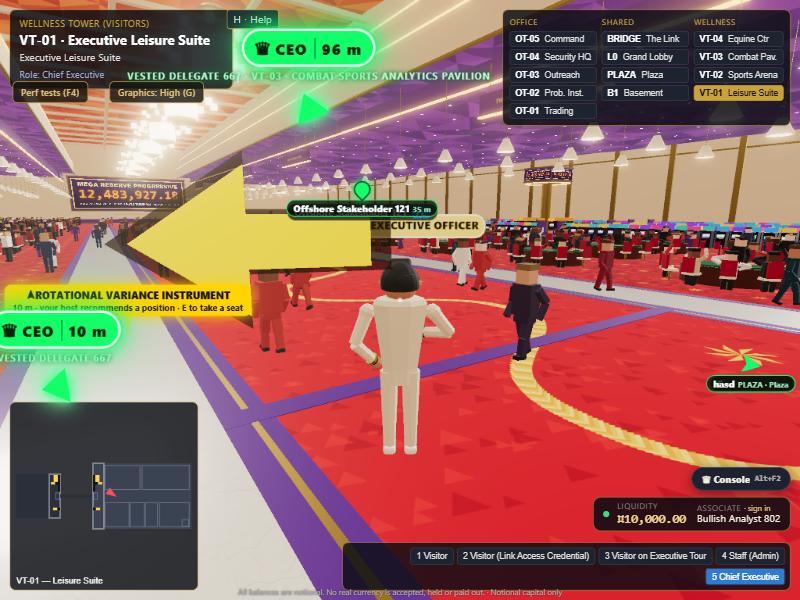 WELLNESS TOWER (VISITORS)
VT-01 · Executive Leisure Suite
Executive Leisure Suite
Role: Chief Executive
H · Help
Perf tests (F4)
Graphics: High (G)
CEO | 96 m
VESTED DELEGATE 667 · VT-03 · COMBAT SPORTS ANALYTICS PAVILION
OFFICE
OT-05 Command
OT-04 Security HQ
OT-03 Outreach
OT-02 Prob. Inst.
OT-01 Trading
SHARED
BRIDGE The Link
L0 Grand Lobby
PLAZA Plaza
B1 Basement
WELLNESS
VT-04 Equine Ctr
VT-03 Combat Pav.
VT-02 Sports Arena
VT-01 Leisure Suite
MEGA RESERVE PROGRESSIVE
12,483,927.18
Offshore Stakeholder 121 35 m
EXECUTIVE OFFICER
ROTATIONAL VARIANCE INSTRUMENT
10 m · your host recommends a position · E to take a seat
CEO | 10 m
VESTED DELEGATE 667
hasd PLAZA · Plaza
VT-01 — Leisure Suite
Console Alt+F2
LIQUIDITY
10,000.00
ASSOCIATE · sign in
Bullish Analyst 802
1 Visitor
2 Visitor (Link Access Credential)
3 Visitor on Executive Tour
4 Staff (Admin)
5 Chief Executive
All balances are notional. No real currency is accepted, held or paid out. · Notional capital only